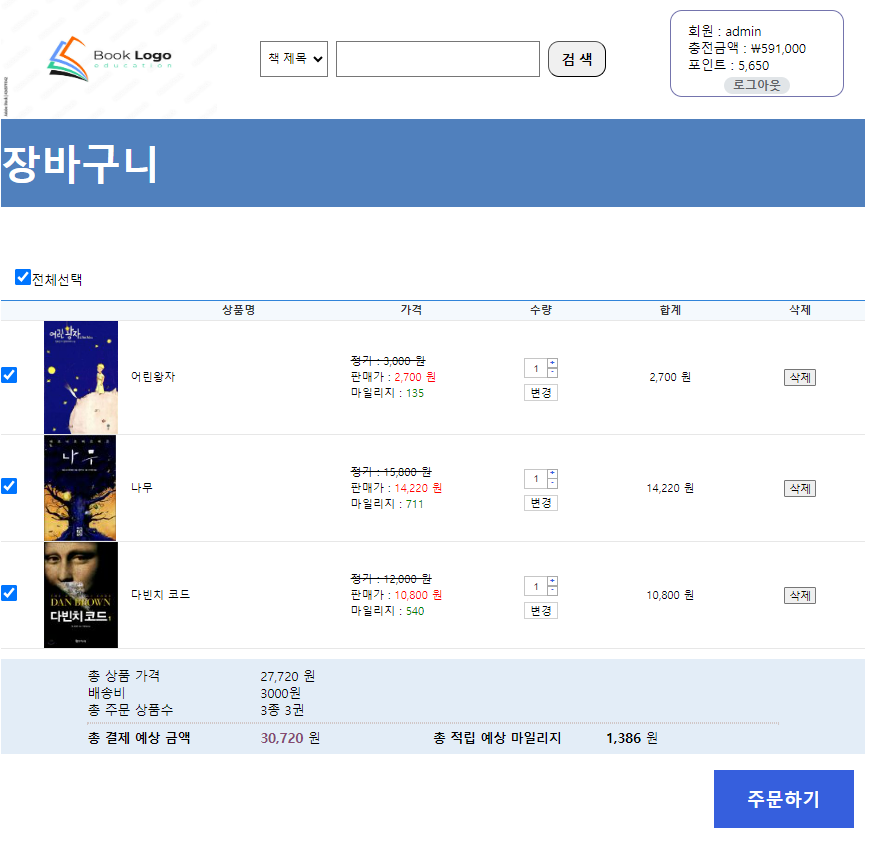 Book Logo
education
책 제목
검 색
회원 : admin
충전금액 : ₩591,000
포인트 : 5,650
로그아웃
장바구니
전체선택
상품명 가격 수량 합계 삭제
어린왕자
어린왕자
정가 : 3,000 원
판매가 : 2,700 원
마일리지 : 135
1 + -
변경
2,700 원
삭제
나무
나무
정가 : 15,800 원
판매가 : 14,220 원
마일리지 : 711
1 + -
변경
14,220 원
삭제
DAN BROWN
다빈치 코드 1
다빈치 코드
정가 : 12,000 원
판매가 : 10,800 원
마일리지 : 540
1 + -
변경
10,800 원
삭제
총 상품 가격 27,720 원
배송비 3000원
총 주문 상품수 3종 3권
총 결제 예상 금액 30,720 원 총 적립 예상 마일리지 1,386 원
주문하기